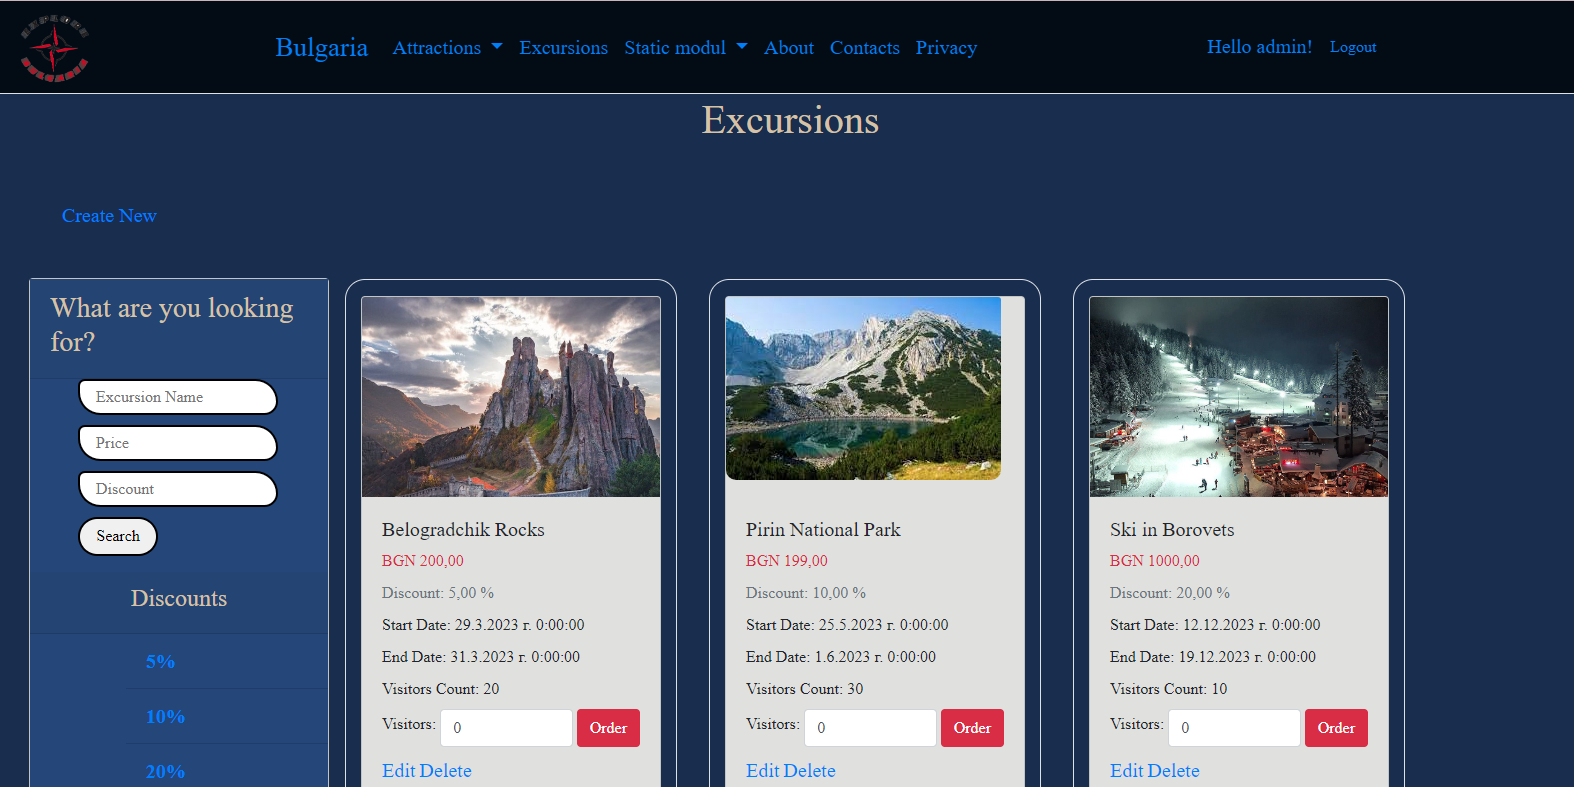 EXPLORE
BULGARIA
Bulgaria Attractions Excursions Static modul About Contacts Privacy Hello admin! Logout
Excursions
Create New
What are you looking
for?
Excursion Name
Price
Discount
Search
Discounts
5%
10%
20%
Belogradchik Rocks
BGN 200,00
Discount: 5,00 %
Start Date: 29.3.2023 г. 0:00:00
End Date: 31.3.2023 г. 0:00:00
Visitors Count: 20
Visitors: 0 Order
Edit Delete
Pirin National Park
BGN 199,00
Discount: 10,00 %
Start Date: 25.5.2023 г. 0:00:00
End Date: 1.6.2023 г. 0:00:00
Visitors Count: 30
Visitors: 0 Order
Edit Delete
Ski in Borovets
BGN 1000,00
Discount: 20,00 %
Start Date: 12.12.2023 г. 0:00:00
End Date: 19.12.2023 г. 0:00:00
Visitors Count: 10
Visitors: 0 Order
Edit Delete